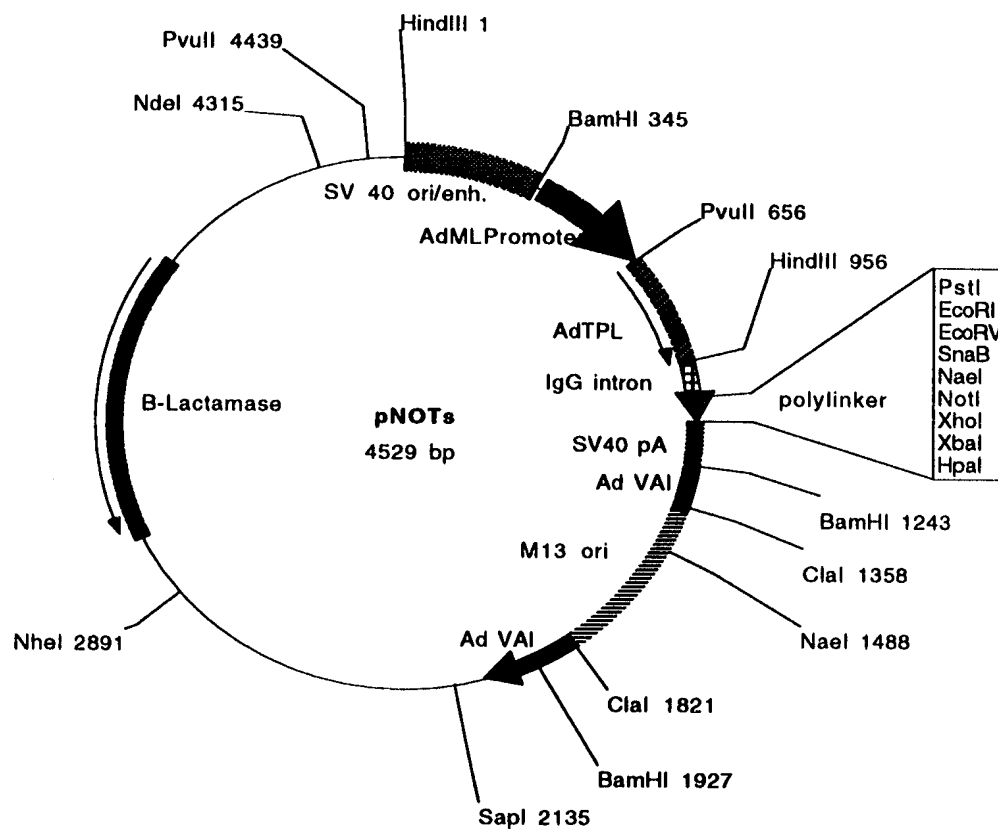 HindIII 1
PvuII 4439
NdeI 4315
BamHI 345
SV 40 ori/enh.
PvuII 656
AdMLPromote
HindIII 956
PstI
EcoRI
EcoRV
SnaB
NaeI
NotI
XhoI
XbaI
HpaI
AdTPL
IgG intron
polylinker
B-Lactamase
pNOTs
4529 bp
SV40 pA
Ad VAI
BamHI 1243
M13 ori
ClaI 1358
NheI 2891
Ad VAI
NaeI 1488
ClaI 1821
BamHI 1927
SapI 2135